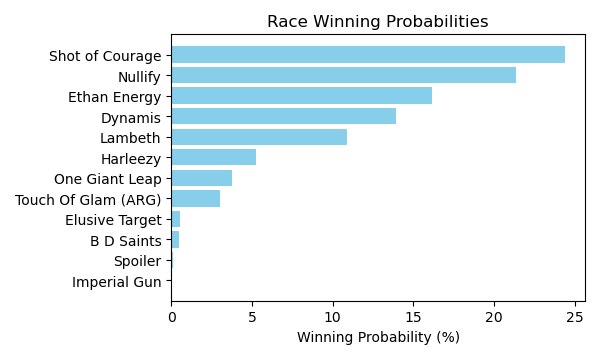 Race Winning Probabilities
Shot of Courage
Nullify
Ethan Energy
Dynamis
Lambeth
Harleezy
One Giant Leap
Touch Of Glam (ARG)
Elusive Target
B D Saints
Spoiler
Imperial Gun
0 5 10 15 20 25
Winning Probability (%)